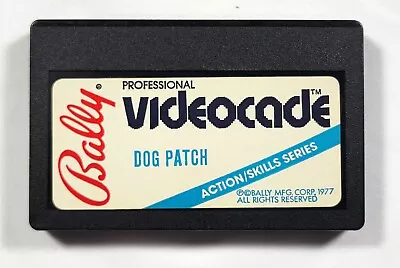 Bally®
PROFESSIONAL
VIDEOCADE™
DOG PATCH
ACTION/SKILLS SERIES
Ⓟ©BALLY MFG. CORP. 1977
ALL RIGHTS RESERVED